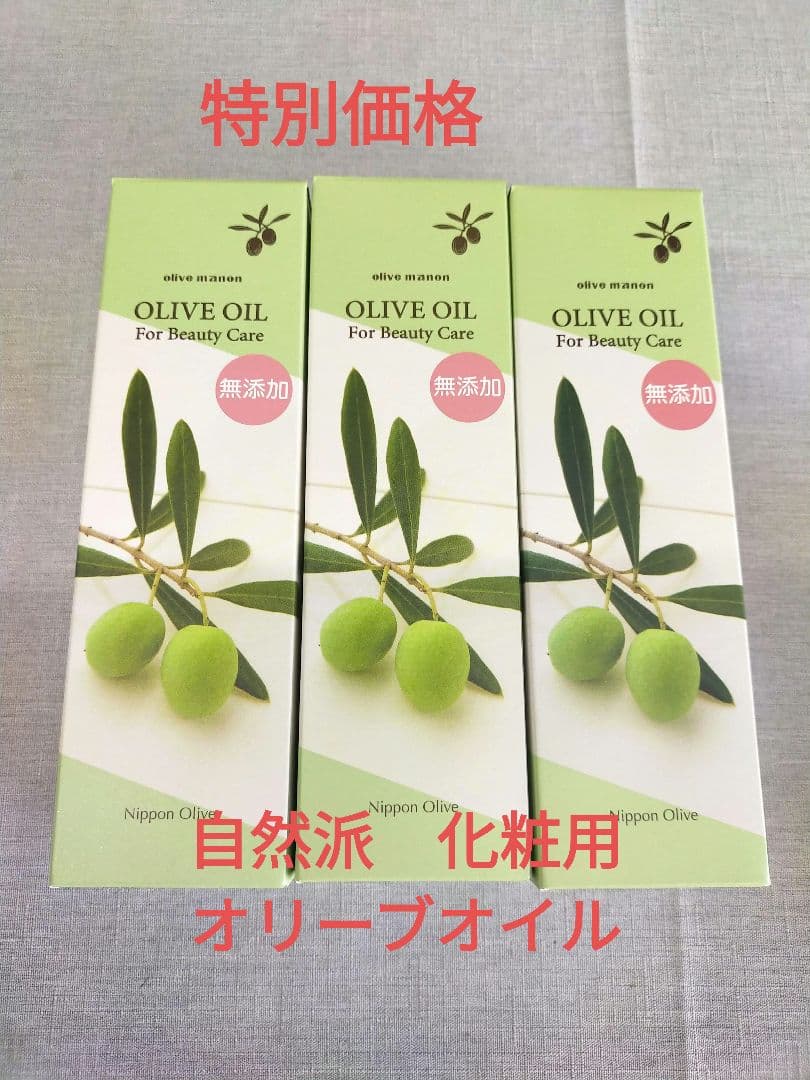 特別価格
olive manon
OLIVE OIL
For Beauty Care
無添加
Nippon Olive
olive manon
OLIVE OIL
For Beauty Care
無添加
Nippon Olive
olive manon
OLIVE OIL
For Beauty Care
無添加
Nippon Olive
自然派　化粧用
オリーブオイル